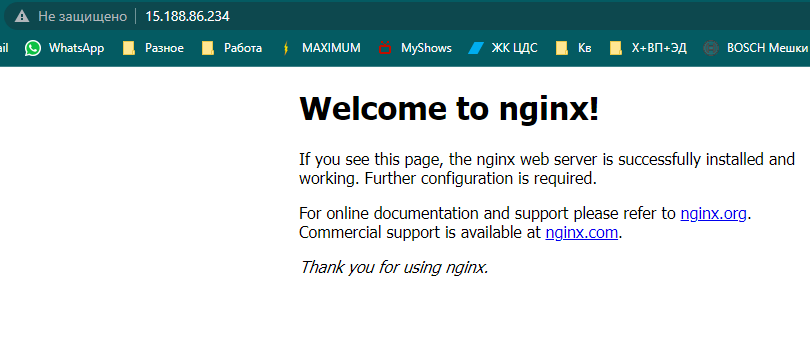 Не защищено 15.188.86.234
ail WhatsApp Разное Работа MAXIMUM MyShows ЖК ЦДС Кв Х+ВП+ЭД BOSCH Мешки
Welcome to nginx!
If you see this page, the nginx web server is successfully installed and
working. Further configuration is required.
For online documentation and support please refer to nginx.org.
Commercial support is available at nginx.com.
Thank you for using nginx.